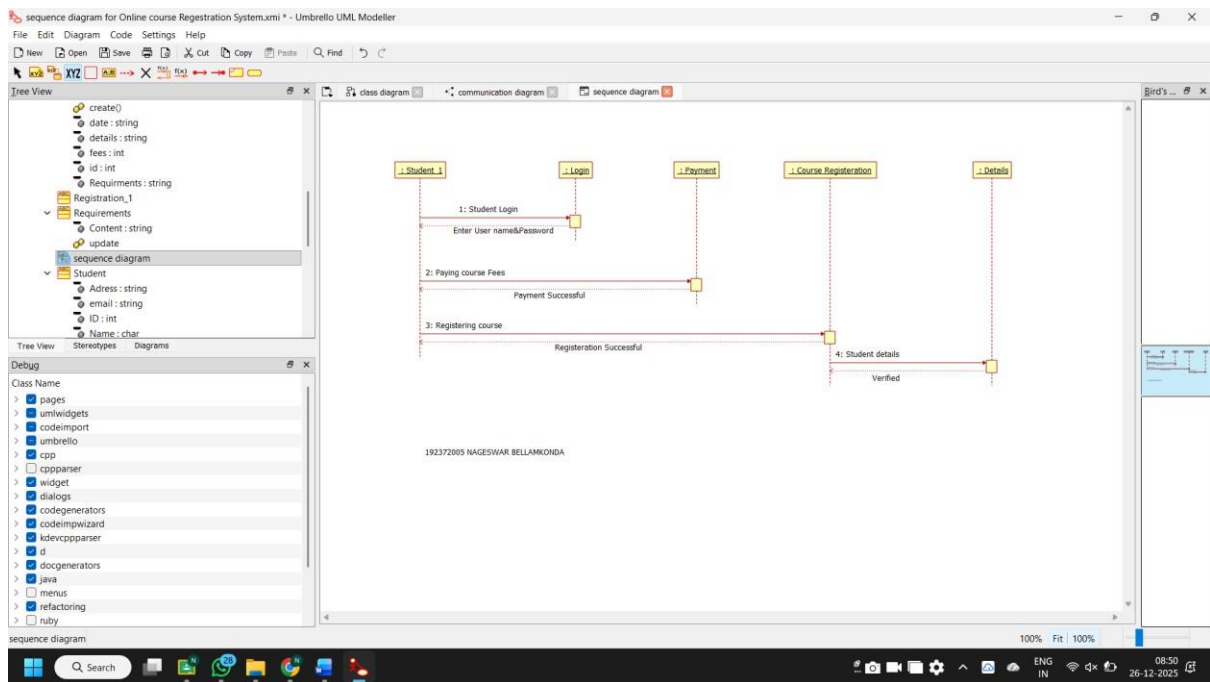 sequence diagram for Online course Regestration System.xmi * - Umbrello UML Modeller
File Edit Diagram Code Settings Help
New Open Save Cut Copy Paste Find
XYZ XYZ A.B f(x) f(x)
Tree View
class diagram communication diagram sequence diagram
Bird's ...
create()
date : string
details : string
fees : int
id : int
Requirments : string
Registration_1
Requirements
Content : string
update
sequence diagram
Student
Adress : string
email : string
ID : int
Name : char
Tree View Stereotypes Diagrams
Debug
Class Name
pages
umlwidgets
codeimport
umbrello
cpp
cppparser
widget
dialogs
codegenerators
codeimpwizard
kdevcppparser
d
docgenerators
java
menus
refactoring
ruby
: Student_1 : Login : Payment : Course Registeration : Details
1: Student Login
Enter User name&Password
2: Paying course Fees
Payment Successful
3: Registering course
Registeration Successful
4: Student details
Verified
192372005 NAGESWAR BELLAMKONDA
sequence diagram
100% Fit 100%
Search
28
ENG
IN
08:50
26-12-2025